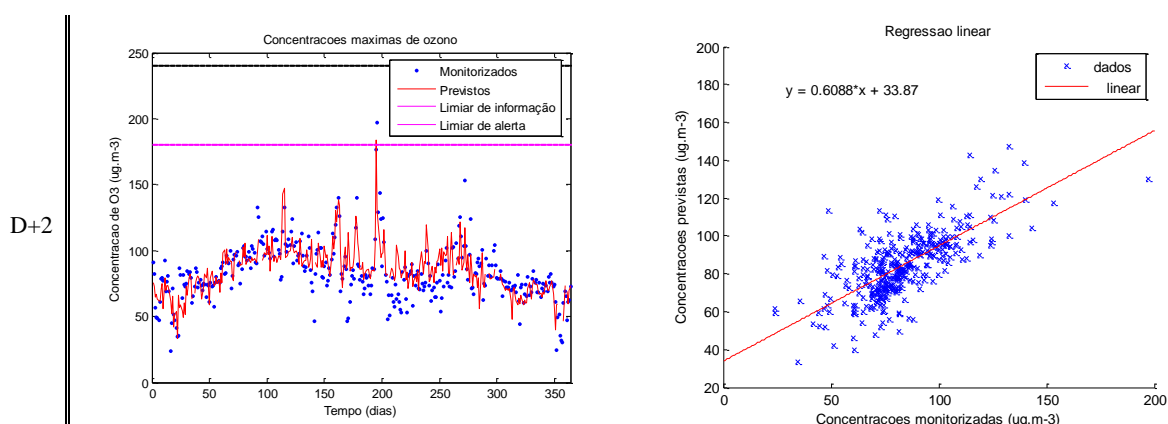 D+2
Concentracoes maximas de ozono
Concentracao de O3 (ug.m-3)
250
200
150
100
50
0
Monitorizados
Previstos
Limiar de informação
Limiar de alerta
0 50 100 150 200 250 300 350
Tempo (dias)
Regressao linear
Concentracoes previstas (ug.m-3)
200
180
160
140
120
100
80
60
40
20
y = 0.6088*x + 33.87
dados
linear
0 50 100 150 200
Concentracoes monitorizadas (ug.m-3)